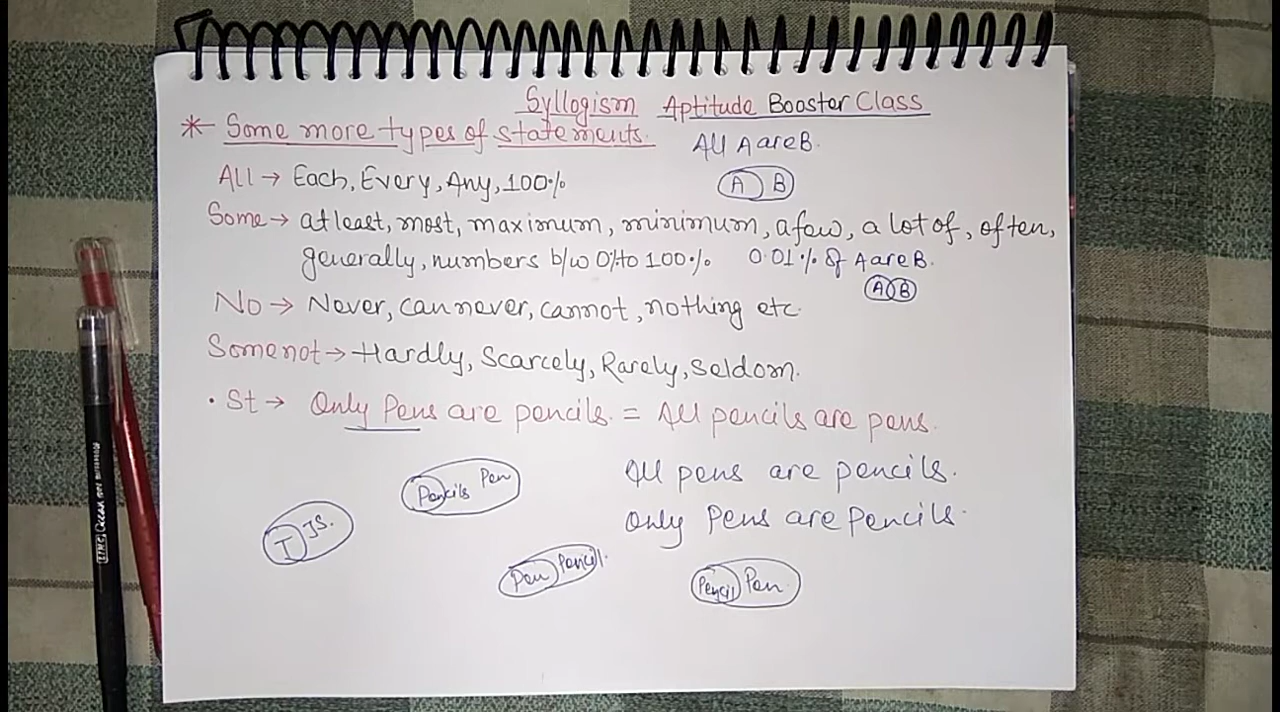 Syllogism Aptitude Booster Class
* Some more types of statements.
All A are B.
All → Each, Every, Any, 100%
A B
Some → at least, most, maximum, minimum, a few, a lot of, often,
generally, numbers b/w 0% to 100%. 0.01% of A are B.
A B
No → Never, can never, cannot, nothing etc.
Some not → Hardly, Scarcely, Rarely, Seldom.
• St → Only Pens are pencils. = All pencils are pens.
Pencils Pen
All pens are pencils.
T JS.
Only Pens are Pencils.
Pen Pencil.
Pencil Pen.